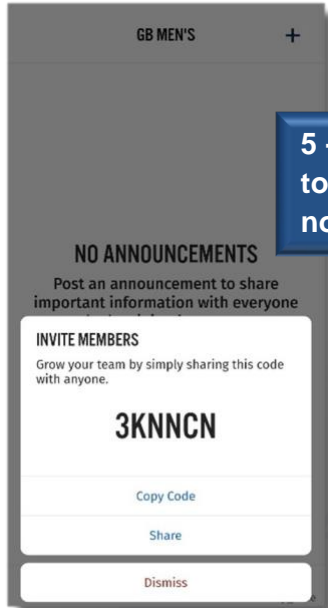 GB MEN'S +
5 -
to
no
NO ANNOUNCEMENTS
Post an announcement to share
important information with everyone
INVITE MEMBERS
Grow your team by simply sharing this code
with anyone.
3KNNCN
Copy Code
Share
Dismiss